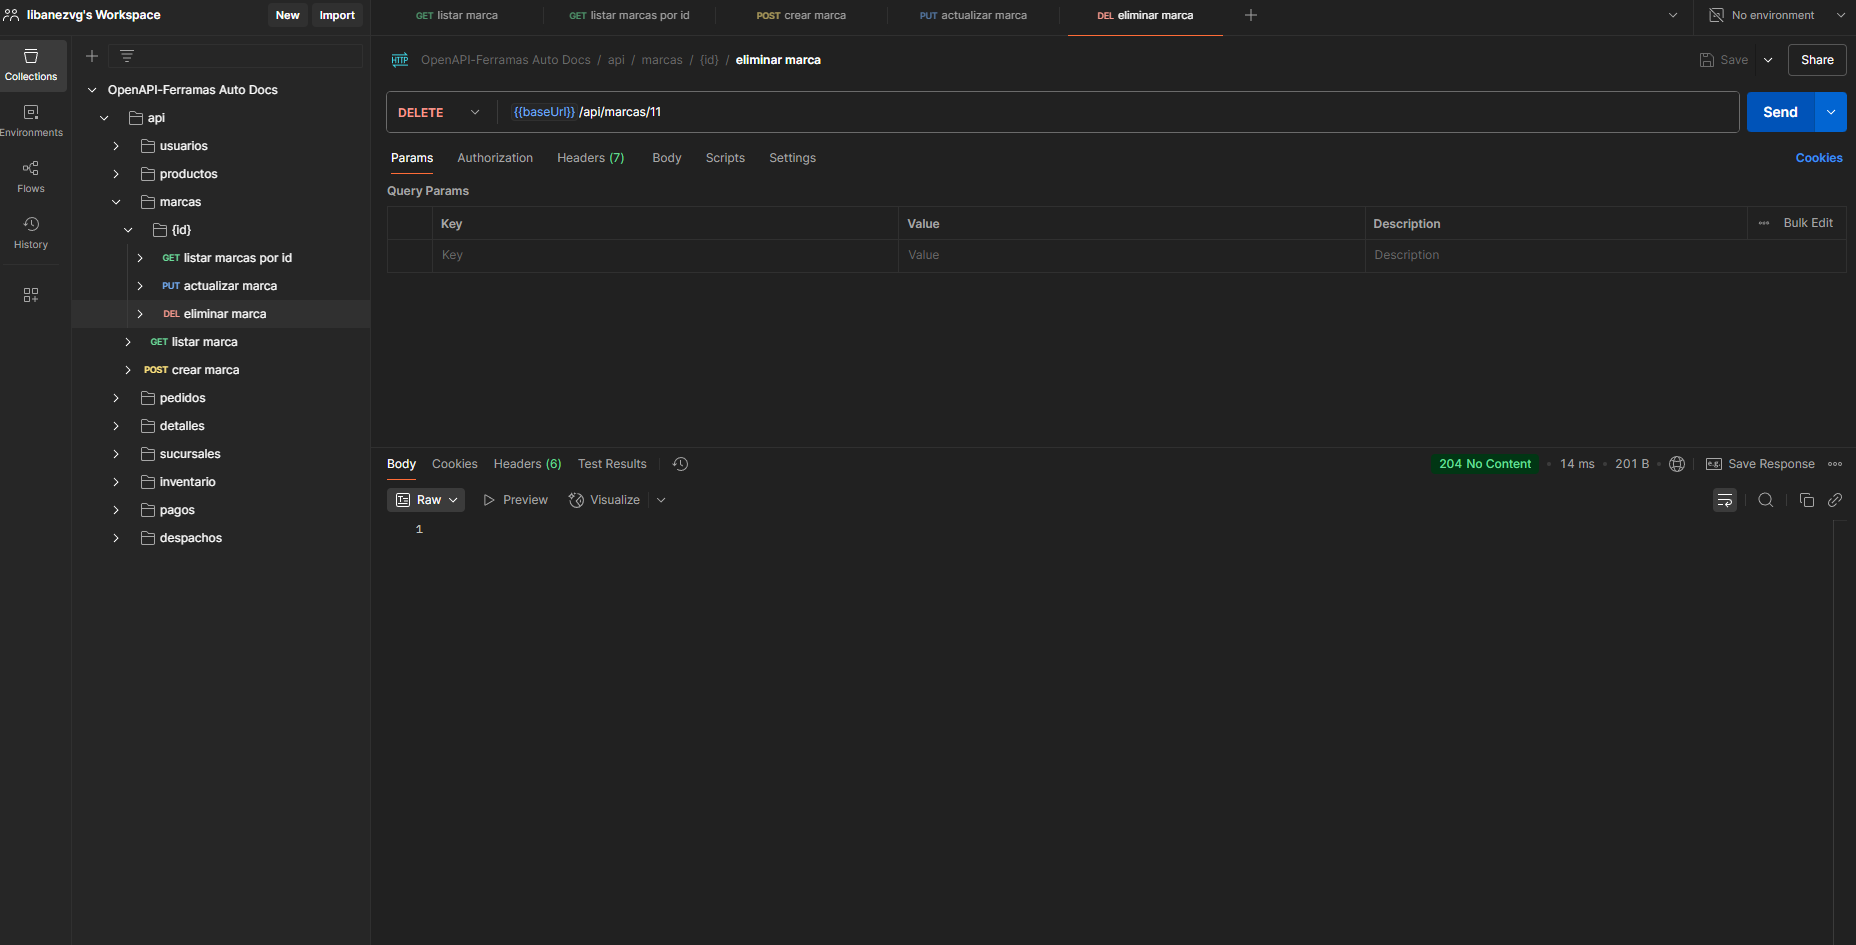 libanezvg's Workspace
New
Import
GET listar marca
GET listar marcas por id
POST crear marca
PUT actualizar marca
DEL eliminar marca
No environment
Collections
Environments
Flows
History
OpenAPI-Ferramas Auto Docs
api
usuarios
productos
marcas
{id}
GET listar marcas por id
PUT actualizar marca
DEL eliminar marca
GET listar marca
POST crear marca
pedidos
detalles
sucursales
inventario
pagos
despachos
HTTP OpenAPI-Ferramas Auto Docs / api / marcas / {id} / eliminar marca
Save
Share
DELETE
{{baseUrl}} /api/marcas/11
Send
Params
Authorization
Headers (7)
Body
Scripts
Settings
Cookies
Query Params
Key
Value
Description
Bulk Edit
Key
Value
Description
Body
Cookies
Headers (6)
Test Results
204 No Content
14 ms
201 B
e.g. Save Response
Raw
Preview
Visualize
1